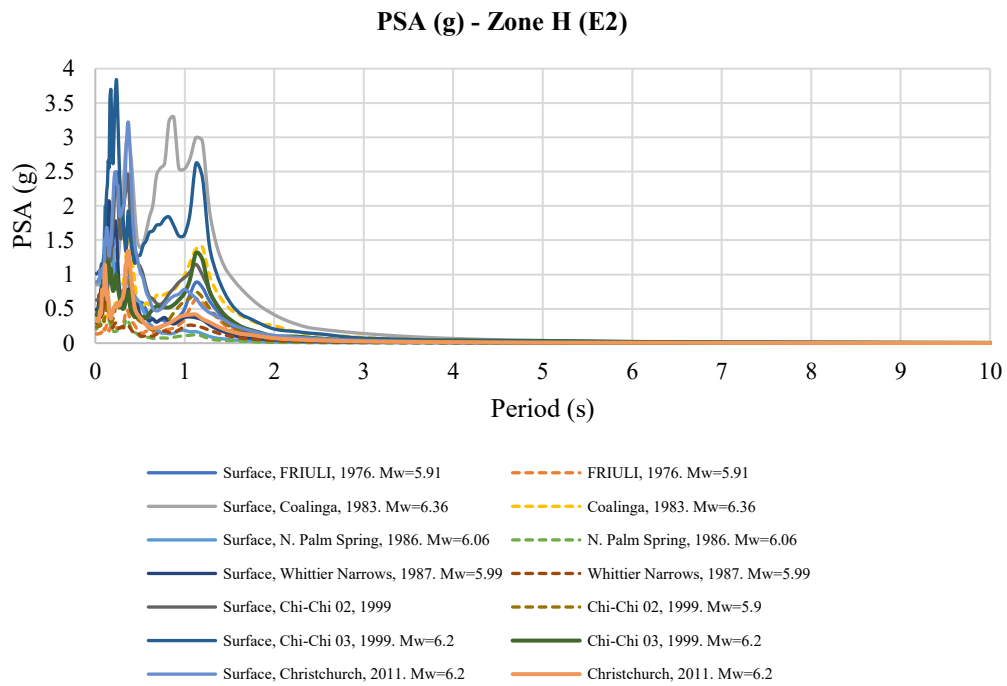 PSA (g) - Zone H (E2)
4
3.5
3
2.5
2
1.5
1
0.5
0
PSA (g)
0 1 2 3 4 5 6 7 8 9 10
Period (s)
Surface, FRIULI, 1976. Mw=5.91 FRIULI, 1976. Mw=5.91
Surface, Coalinga, 1983. Mw=6.36 Coalinga, 1983. Mw=6.36
Surface, N. Palm Spring, 1986. Mw=6.06 N. Palm Spring, 1986. Mw=6.06
Surface, Whittier Narrows, 1987. Mw=5.99 Whittier Narrows, 1987. Mw=5.99
Surface, Chi-Chi 02, 1999 Chi-Chi 02, 1999. Mw=5.9
Surface, Chi-Chi 03, 1999. Mw=6.2 Chi-Chi 03, 1999. Mw=6.2
Surface, Christchurch, 2011. Mw=6.2 Christchurch, 2011. Mw=6.2